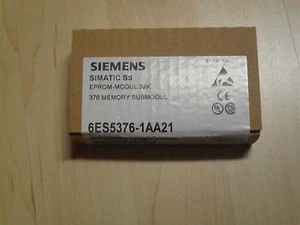 SIEMENS
SIMATIC S5
EPROM-MODUL 32K
376 MEMORY SUBMODUL
6ES5376-1AA21